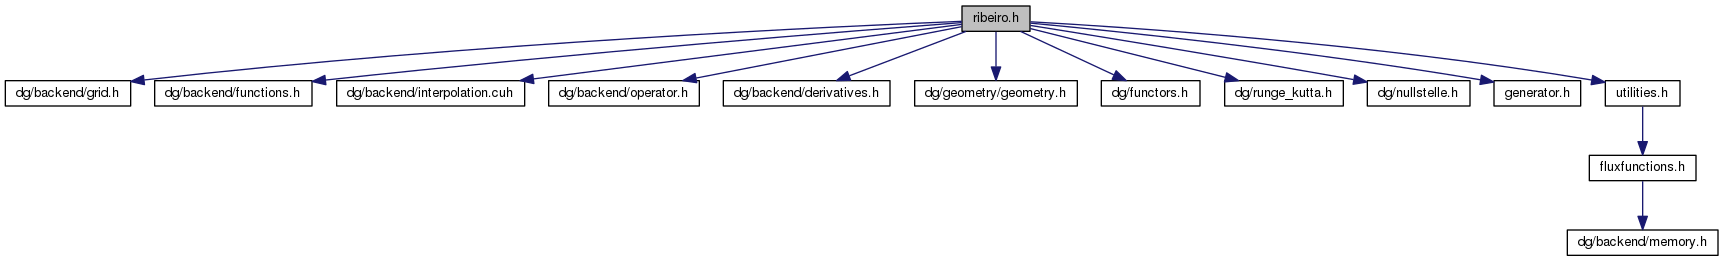 ribeiro.h
dg/backend/grid.h
dg/backend/functions.h
dg/backend/interpolation.cuh
dg/backend/operator.h
dg/backend/derivatives.h
dg/geometry/geometry.h
dg/functors.h
dg/runge_kutta.h
dg/nullstelle.h
generator.h
utilities.h
fluxfunctions.h
dg/backend/memory.h